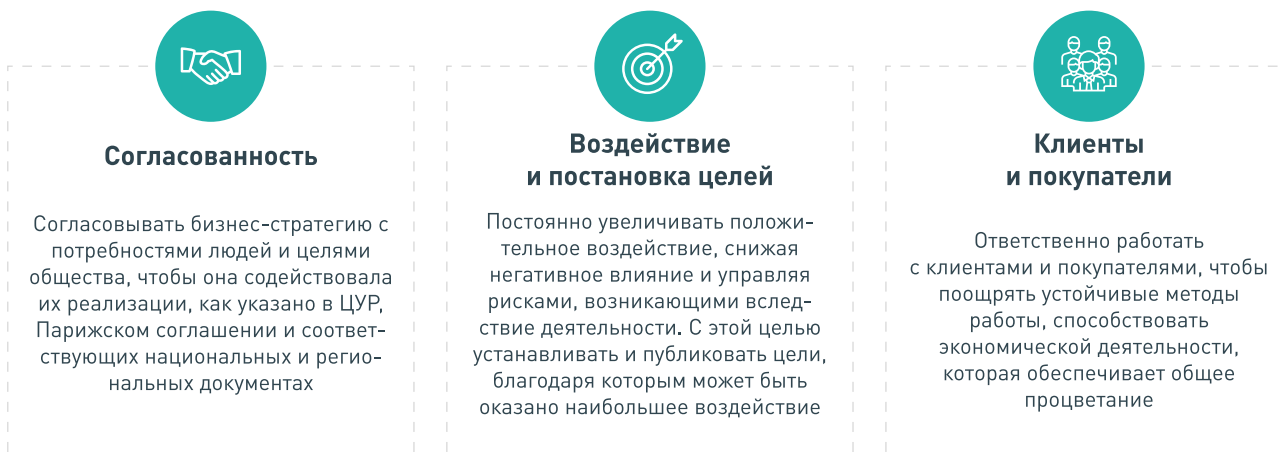 Согласованность
Согласовывать бизнес-стратегию с
потребностями людей и целями
общества, чтобы она содействовала
их реализации, как указано в ЦУР,
Парижском соглашении и соответ-
ствующих национальных и регио-
нальных документах
Воздействие
и постановка целей
Постоянно увеличивать положи-
тельное воздействие, снижая
негативное влияние и управляя
рисками, возникающими вслед-
ствие деятельности. С этой целью
устанавливать и публиковать цели,
благодаря которым может быть
оказано наибольшее воздействие
Клиенты
и покупатели
Ответственно работать
с клиентами и покупателями, чтобы
поощрять устойчивые методы
работы, способствовать
экономической деятельности,
которая обеспечивает общее
процветание